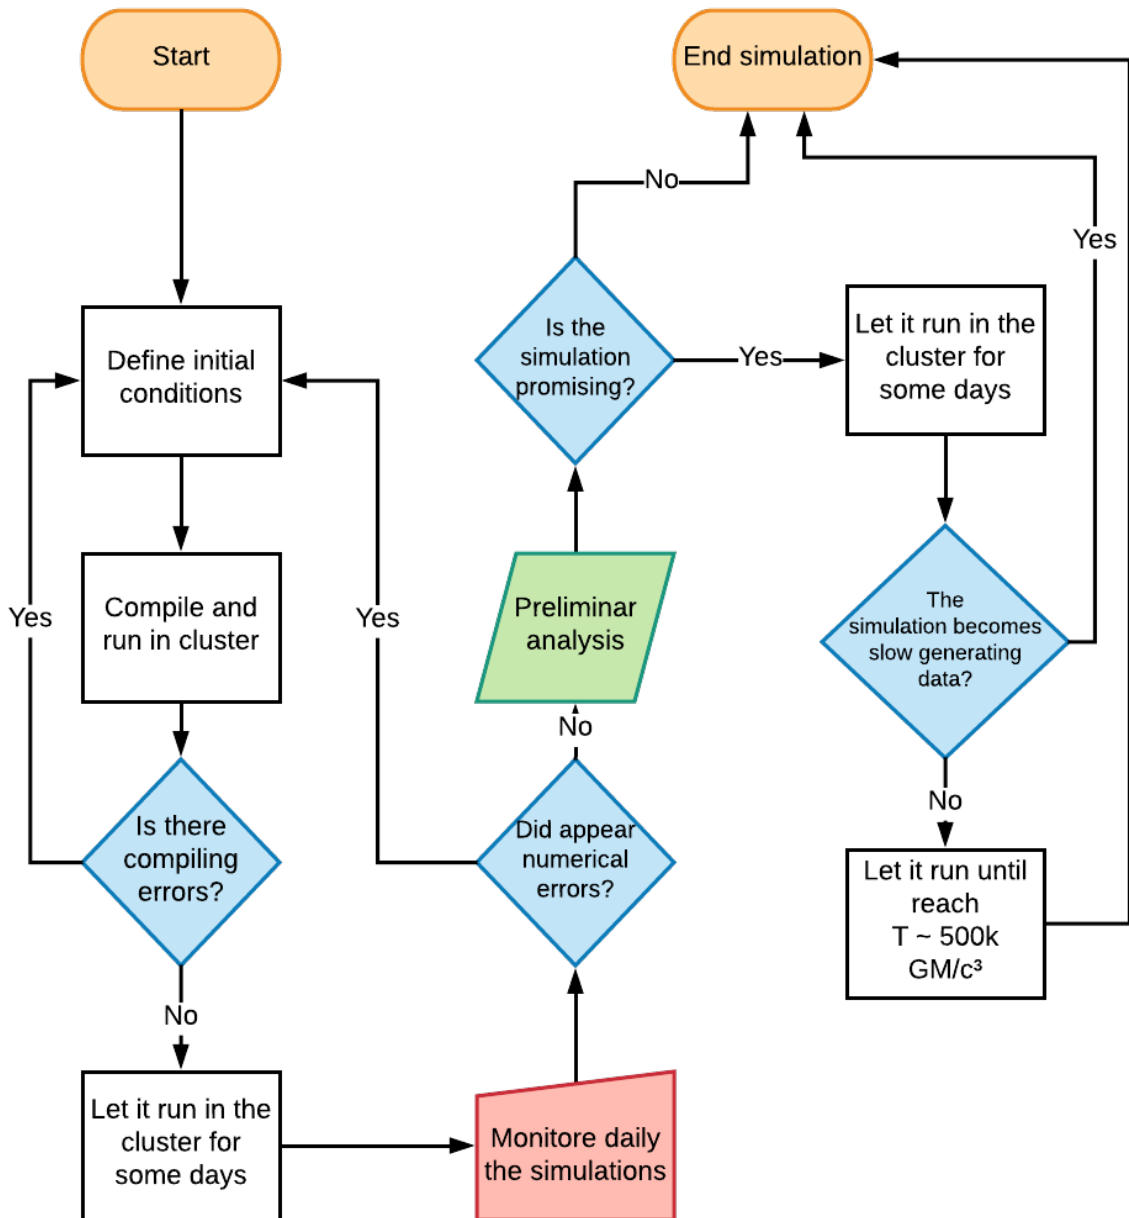 Start
Define initial
conditions
Compile and
run in cluster
Yes
Is there
compiling
errors?
No
Let it run in the
cluster for
some days
Monitore daily
the simulations
Did appear
numerical
errors?
Yes
No
Preliminar
analysis
Is the
simulation
promising?
No
End simulation
Yes
Let it run in the
cluster for
some days
The
simulation becomes
slow generating
data?
Yes
No
Let it run until
reach
T ~ 500k
GM/c³